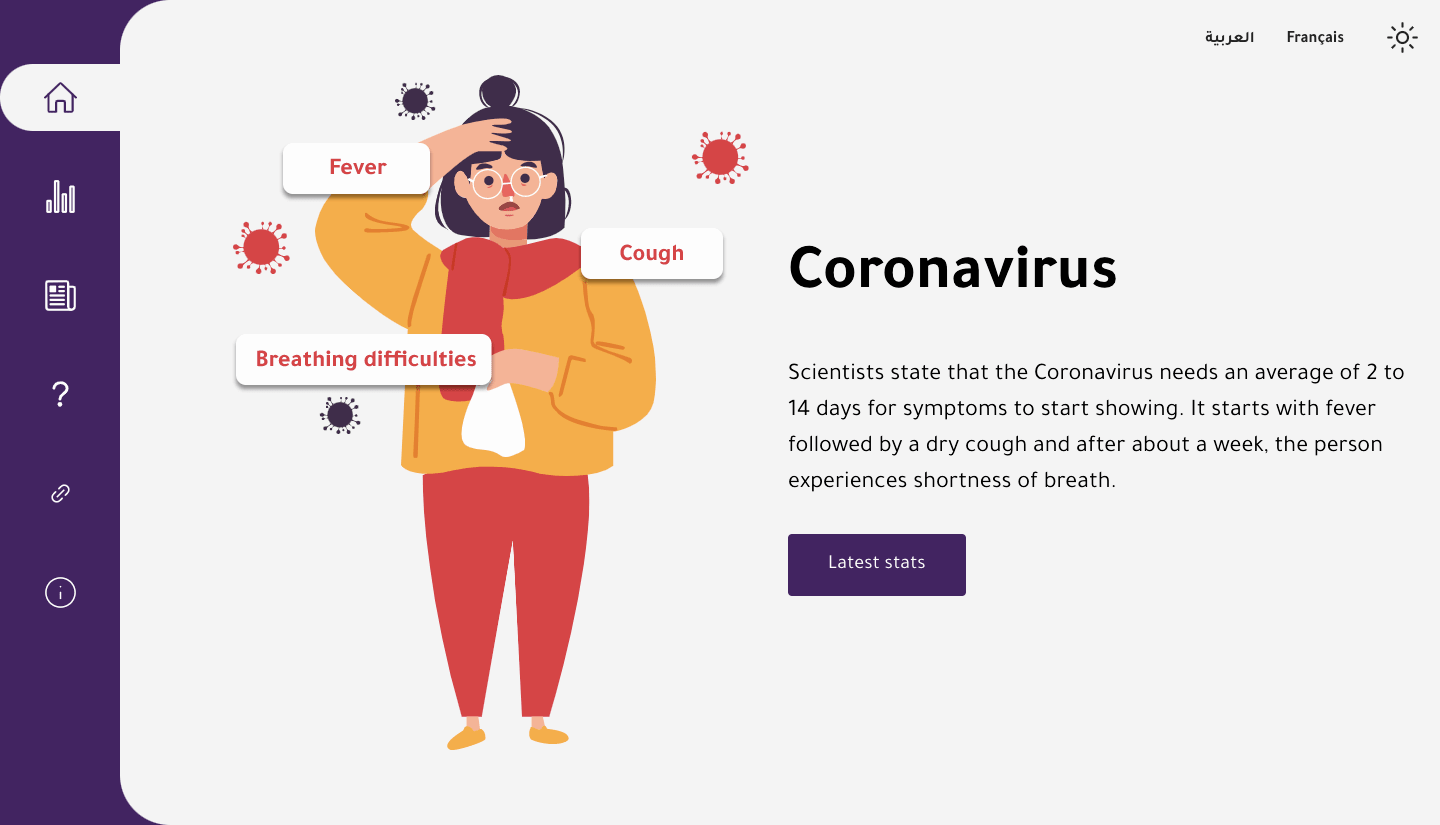 العربية
Français
Fever
Cough
Breathing difficulties
Coronavirus
Scientists state that the Coronavirus needs an average of 2 to
14 days for symptoms to start showing. It starts with fever
followed by a dry cough and after about a week, the person
experiences shortness of breath.
Latest stats